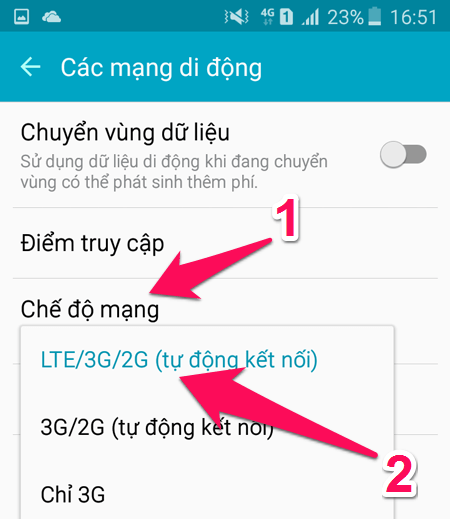 4G 1 23% 16:51
Các mạng di động
Chuyển vùng dữ liệu
Sử dụng dữ liệu di động khi đang chuyển
vùng có thể phát sinh thêm phí.
1
Điểm truy cập
Chế độ mạng
LTE/3G/2G (tự động kết nối)
3G/2G (tự động kết nối)
2
Chỉ 3G